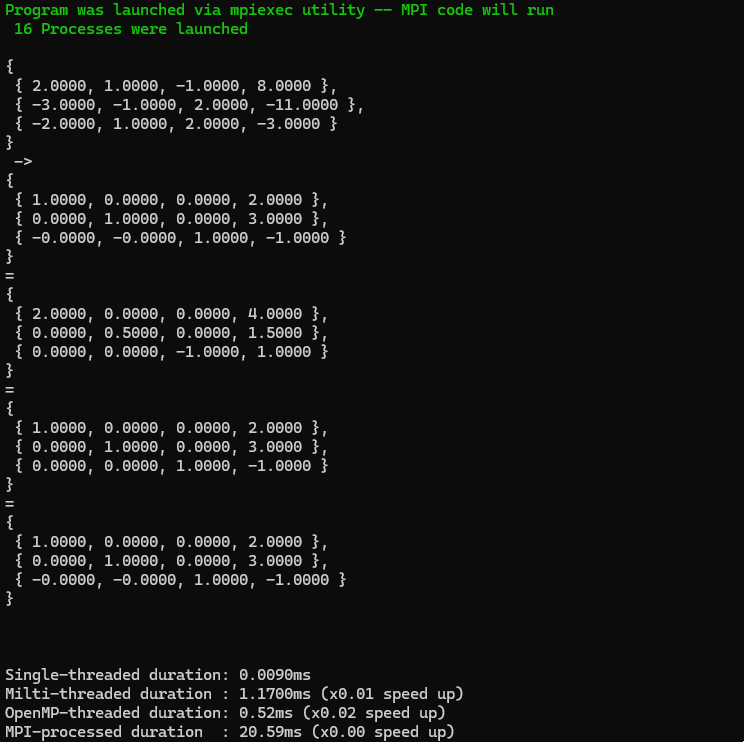 Program was launched via mpiexec utility -- MPI code will run
 16 Processes were launched

{
 { 2.0000, 1.0000, -1.0000, 8.0000 },
 { -3.0000, -1.0000, 2.0000, -11.0000 },
 { -2.0000, 1.0000, 2.0000, -3.0000 }
}
 ->
{
 { 1.0000, 0.0000, 0.0000, 2.0000 },
 { 0.0000, 1.0000, 0.0000, 3.0000 },
 { -0.0000, -0.0000, 1.0000, -1.0000 }
}
=
{
 { 2.0000, 0.0000, 0.0000, 4.0000 },
 { 0.0000, 0.5000, 0.0000, 1.5000 },
 { 0.0000, 0.0000, -1.0000, 1.0000 }
}
=
{
 { 1.0000, 0.0000, 0.0000, 2.0000 },
 { 0.0000, 1.0000, 0.0000, 3.0000 },
 { 0.0000, 0.0000, 1.0000, -1.0000 }
}
=
{
 { 1.0000, 0.0000, 0.0000, 2.0000 },
 { 0.0000, 1.0000, 0.0000, 3.0000 },
 { -0.0000, -0.0000, 1.0000, -1.0000 }
}

Single-threaded duration: 0.0090ms
Milti-threaded duration : 1.1700ms (x0.01 speed up)
OpenMP-threaded duration: 0.52ms (x0.02 speed up)
MPI-processed duration  : 20.59ms (x0.00 speed up)